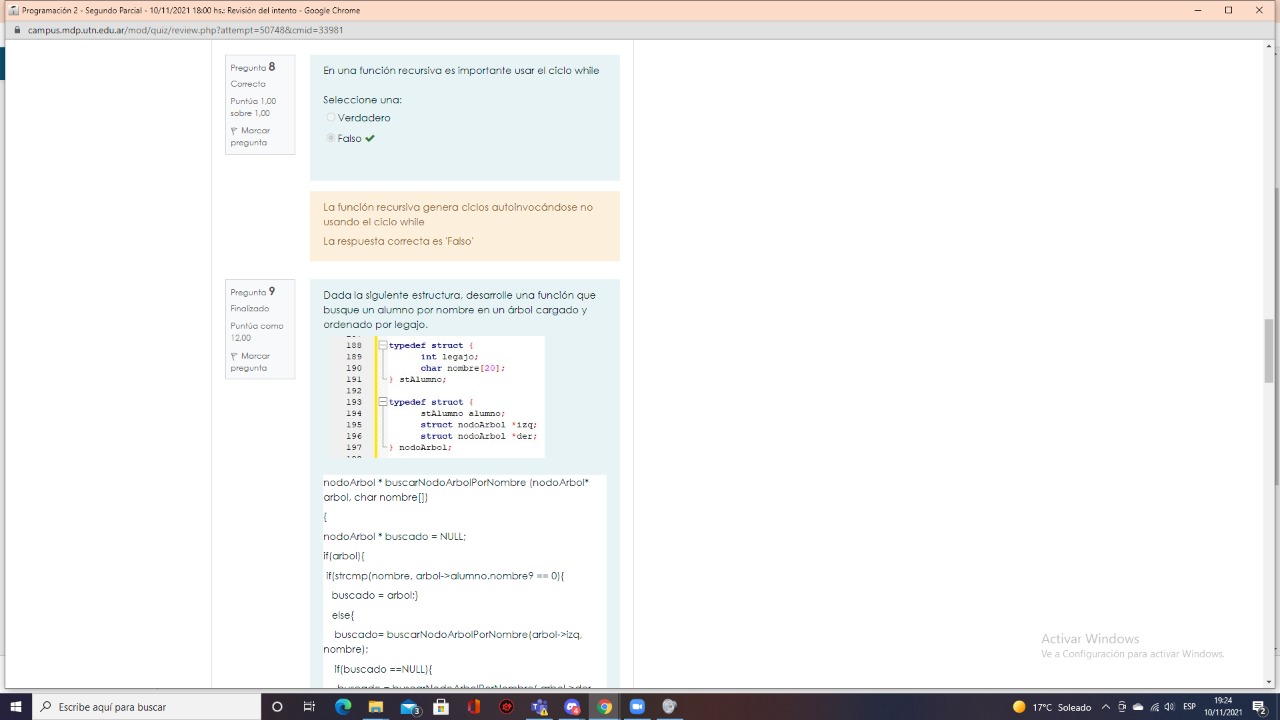 Programación 2 - Segundo Parcial - 10/11/2021 18:00 hs.: Revisión del intento - Google Chrome
campus.mdp.utn.edu.ar/mod/quiz/review.php?attempt=50748&cmid=33981
Pregunta 8
Correcta
Puntúa 1,00
sobre 1,00
Marcar
pregunta
En una función recursiva es importante usar el ciclo while
Seleccione una:
Verdadero
Falso
La función recursiva genera ciclos autoinvocándose no
usando el ciclo while
La respuesta correcta es 'Falso'
Pregunta 9
Finalizado
Puntúa como
12,00
Marcar
pregunta
Dada la siguiente estructura, desarrolle una función que
busque un alumno por nombre en un árbol cargado y
ordenado por legajo.
188 typedef struct {
189 int legajo;
190 char nombre[20];
191 } stAlumno;
192
193 typedef struct {
194 stAlumno alumno;
195 struct nodoArbol *izq;
196 struct nodoArbol *der;
197 } nodoArbol;
nodoArbol * buscarNodoArbolPorNombre (nodoArbol*
arbol, char nombre[])
{
nodoArbol * buscado = NULL;
if(arbol){
if(strcmp(nombre, arbol->alumno.nombre9 == 0){
buscado = arbol;}
else{
buscado= buscarNodoArbolPorNombre(arbol->izq,
nombre);
if(buscado ==NULL){
buscado = buscarNodoArbolPorNombre( arbol->der,
Activar Windows
Ve a Configuración para activar Windows.
Escribe aquí para buscar
3
17°C Soleado
ESP
19:24
10/11/2021
2